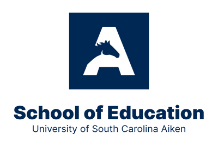 A
School of Education
University of South Carolina Aiken